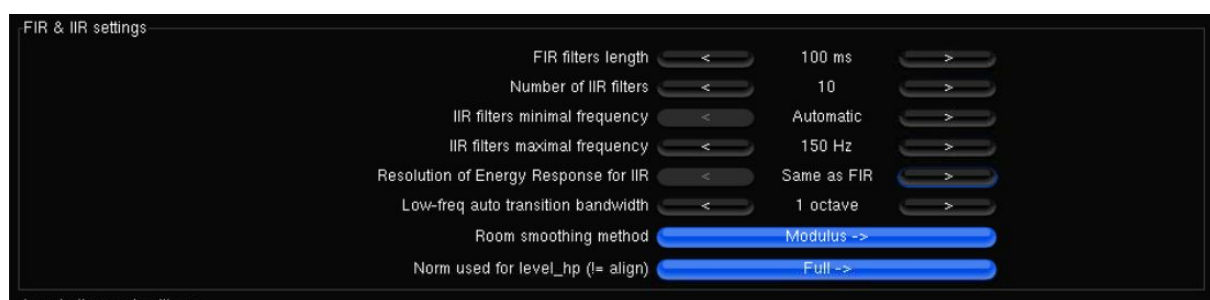 FIR & IIR settings
FIR filters length < 100 ms >
Number of IIR filters < 10 >
IIR filters minimal frequency < Automatic >
IIR filters maximal frequency < 150 Hz >
Resolution of Energy Response for IIR < Same as FIR >
Low-freq auto transition bandwidth < 1 octave >
Room smoothing method Modulus ->
Norm used for level_hp (!= align) Full ->